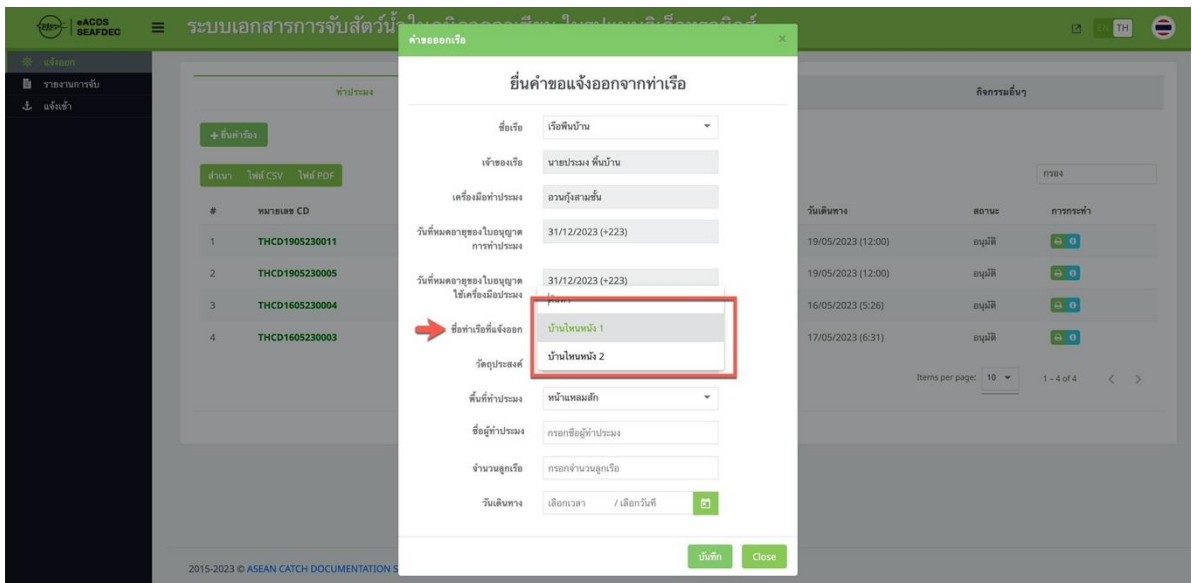 eACDS
SEAFDEC
EN TH
แจ้งออก
รายงานการจับ
แจ้งเข้า
ทำประมง
กิจกรรมอื่นๆ
+ ยื่นคำร้อง
สำเนา ไฟล์ CSV ไฟล์ PDF
กรอง
# หมายเลข CD วันเดินทาง สถานะ การกระทำ
1 THCD1905230011 19/05/2023 (12:00) อนุมัติ
2 THCD1905230005 19/05/2023 (12:00) อนุมัติ
3 THCD1605230004 16/05/2023 (5:26) อนุมัติ
4 THCD1605230003 17/05/2023 (6:31) อนุมัติ
Items per page: 10 1 – 4 of 4
คำขอออกเรือ ×
ยื่นคำขอแจ้งออกจากท่าเรือ
ชื่อเรือ เรือพืนบ้าน
เจ้าของเรือ นายประมง พื้นบ้าน
เครื่องมือทำประมง อวนกุ้งสามชั้น
วันที่หมดอายุของใบอนุญาต
การทำประมง
31/12/2023 (+223)
วันที่หมดอายุของใบอนุญาต
ใช้เครื่องมือประมง
31/12/2023 (+223)
ชื่อท่าเรือที่แจ้งออก บ้านไหนหนัง 1
บ้านไหนหนัง 2
วัตถุประสงค์
พื้นที่ทำประมง หน้าแหลมสัก
ชื่อผู้ทำประมง กรอกชื่อผู้ทำประมง
จำนวนลูกเรือ กรอกจำนวนลูกเรือ
วันเดินทาง เลือกเวลา / เลือกวันที่
บันทึก Close
2015-2023 © ASEAN CATCH DOCUMENTATION S